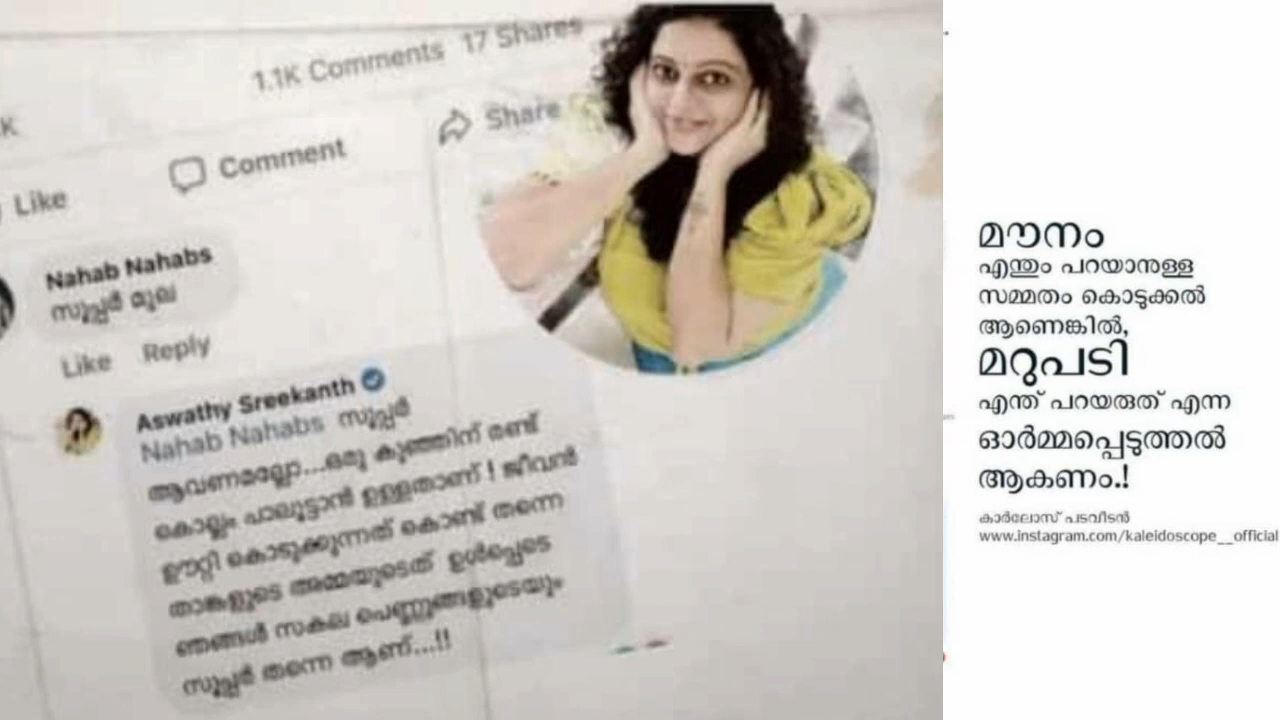 1.1K Comments 17 Shares
K
Like
Comment
Share
Nahab Nahabs
സൂപ്പർ മുല
Like Reply
Aswathy Sreekanth
Nahab Nahabs സൂപ്പർ
ആവണമല്ലോ...ഒരു കുഞ്ഞിന് രണ്ട്
കൊല്ലം പാലൂട്ടാൻ ഉള്ളതാണ് ! ജീവൻ
ഊറ്റി കൊടുക്കുന്നത് കൊണ്ട് തന്നെ
താങ്കളുടെ അമ്മയുടെത് ഉൾപ്പെടെ
ഞങ്ങൾ സകല പെണ്ണുങ്ങളുടെയും
സൂപ്പർ തന്നെ ആണ്...!!
മൗനം
എന്തും പറയാനുള്ള
സമ്മതം കൊടുക്കൽ
ആണെങ്കിൽ,
മറുപടി
എന്ത് പറയരുത് എന്ന
ഓർമ്മപ്പെടുത്തൽ
ആകണം.!
കാർലോസ് പടവീടൻ
www.instagram.com/kaleidoscope__official